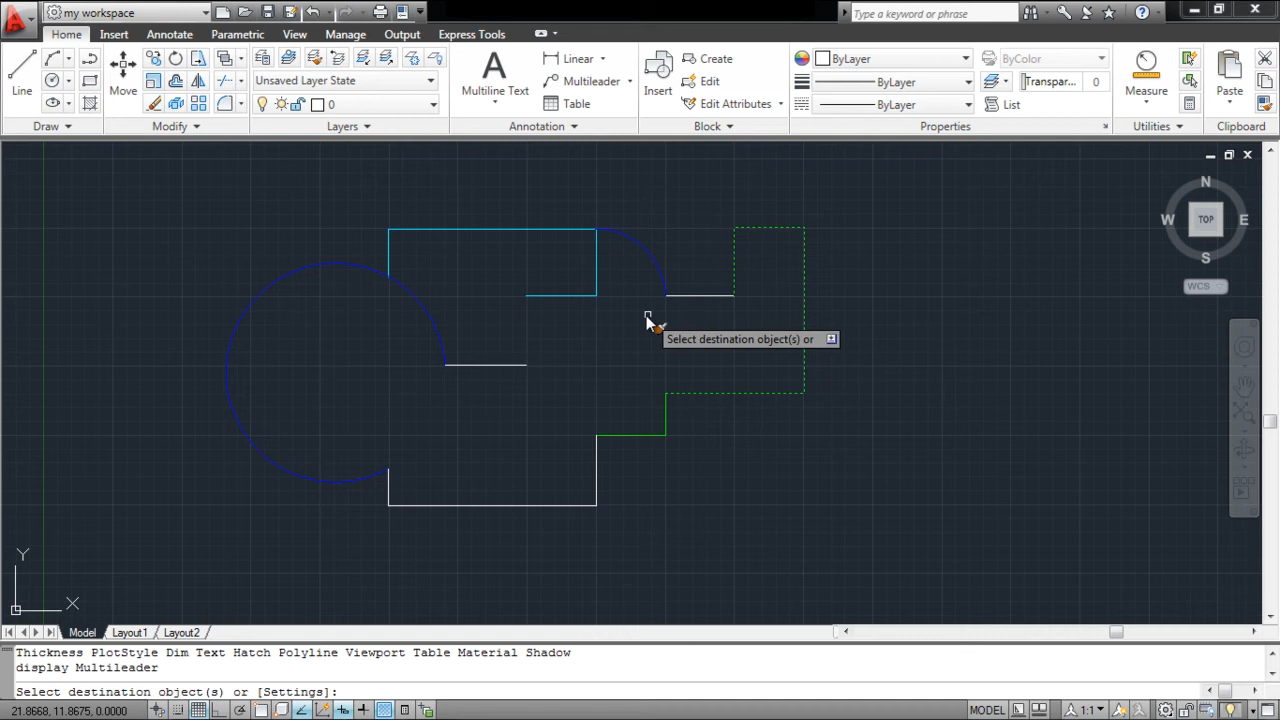 my workspace
Type a keyword or phrase
Home Insert Annotate Parametric View Manage Output Express Tools
Line
Move
Unsaved Layer State
0
Multiline Text
Linear
Multileader
Table
Insert
Create
Edit
Edit Attributes
ByLayer
ByLayer
ByLayer
ByColor
Transpar... 0
List
Measure
Paste
Draw Modify Layers Annotation Block Properties Utilities Clipboard
N
W TOP E
S
WCS
Select destination object(s) or
Y
X
Model Layout1 Layout2
Thickness PlotStyle Dim Text Hatch Polyline Viewport Table Material Shadow
display Multileader
Select destination object(s) or [Settings]:
21.8668, 11.8675, 0.0000
MODEL
1:1